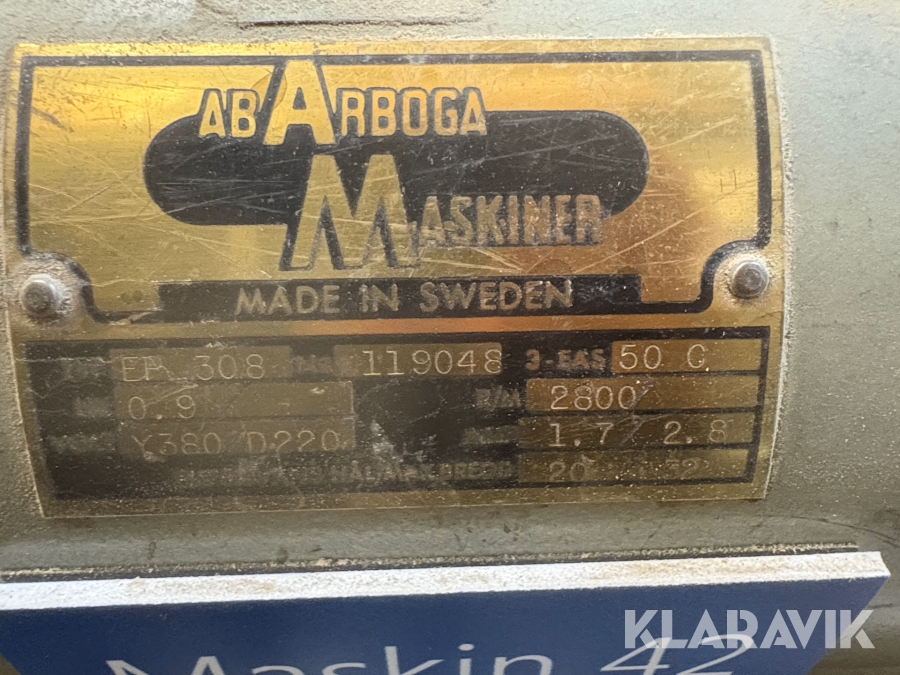 AB ARBOGA
MASKINER
MADE IN SWEDEN
308 119048 3-FAS 50 C
0.9 R/M 2800
Y380/D220 1.7/2.8
20
Maskin 42
KLARAVIK